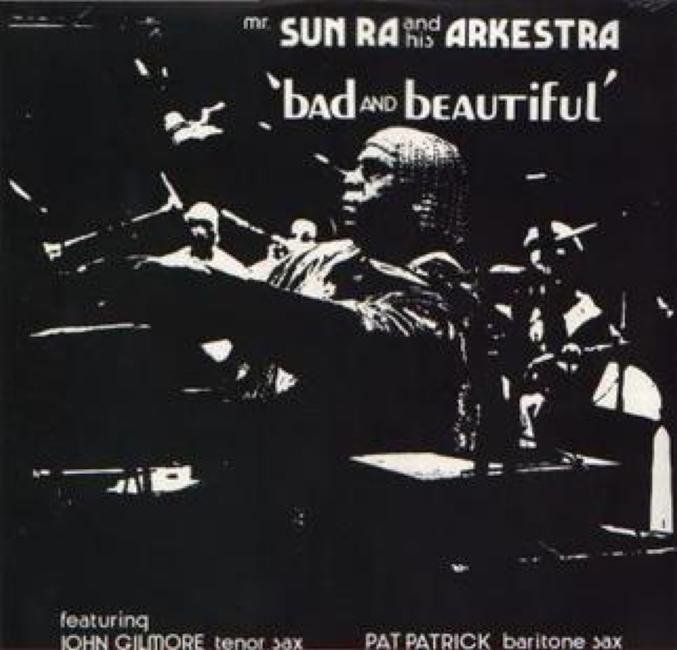 mr. SUN RA and his ARKESTRA
'bad AND bEAUTiful'
featuring
JOHN GILMORE tenor sax PAT PATRICK baritone sax